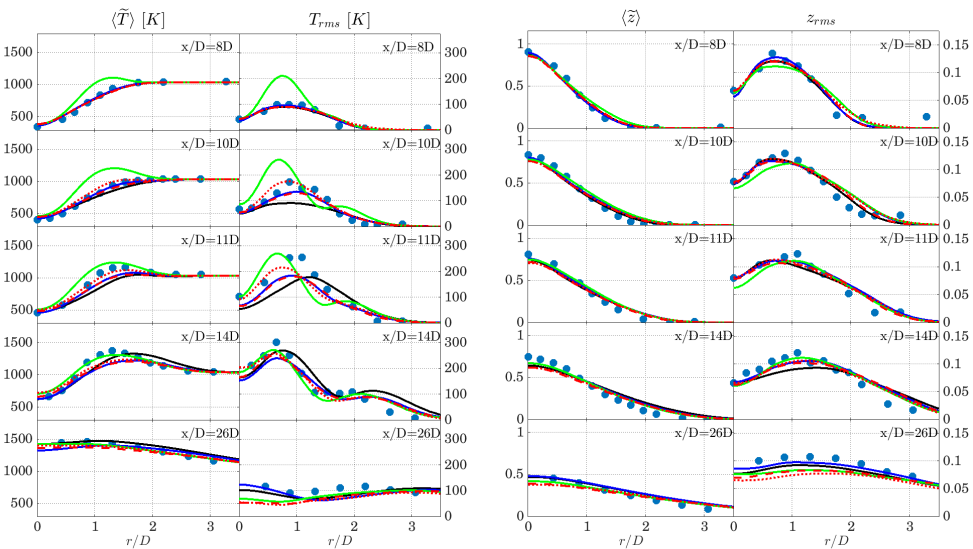 ⟨T̃⟩ [K] T_rms [K] ⟨z̃⟩ z_rms
x/D=8D x/D=8D x/D=8D x/D=8D
1500 1000 500 300 200 100 0 1 0.5 0 0.15 0.1 0.05 0
x/D=10D x/D=10D x/D=10D x/D=10D
1500 1000 500 300 200 100 0 1 0.5 0 0.15 0.1 0.05 0
x/D=11D x/D=11D x/D=11D x/D=11D
1500 1000 500 300 200 100 0 1 0.5 0 0.15 0.1 0.05 0
x/D=14D x/D=14D x/D=14D x/D=14D
1500 1000 500 300 200 100 0 1 0.5 0 0.15 0.1 0.05 0
x/D=26D x/D=26D x/D=26D x/D=26D
1500 1000 500 300 200 100 0 1 0.5 0 0.15 0.1 0.05 0
0 1 2 3 0 1 2 3 0 1 2 3 0 1 2 3
r/D r/D r/D r/D